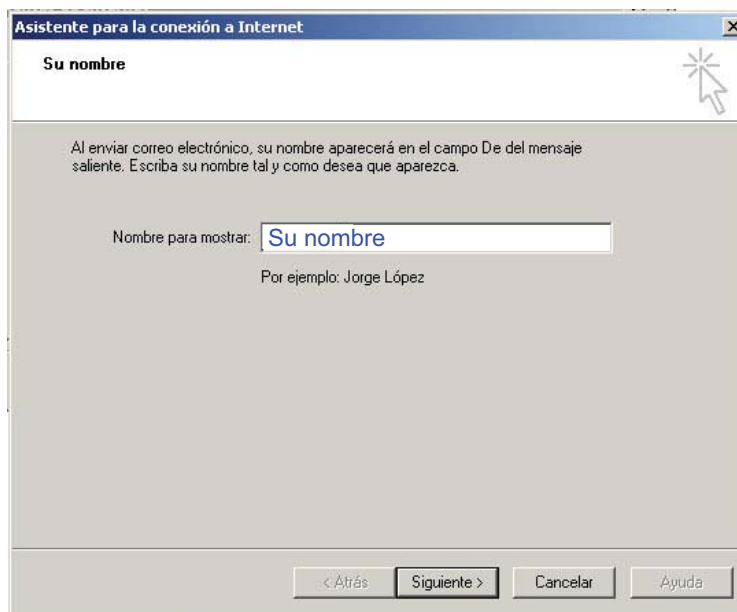 Asistente para la conexión a Internet
Su nombre
Al enviar correo electrónico, su nombre aparecerá en el campo De del mensaje
saliente. Escriba su nombre tal y como desea que aparezca.
Nombre para mostrar: Su nombre
Por ejemplo: Jorge López
< Atrás Siguiente > Cancelar Ayuda